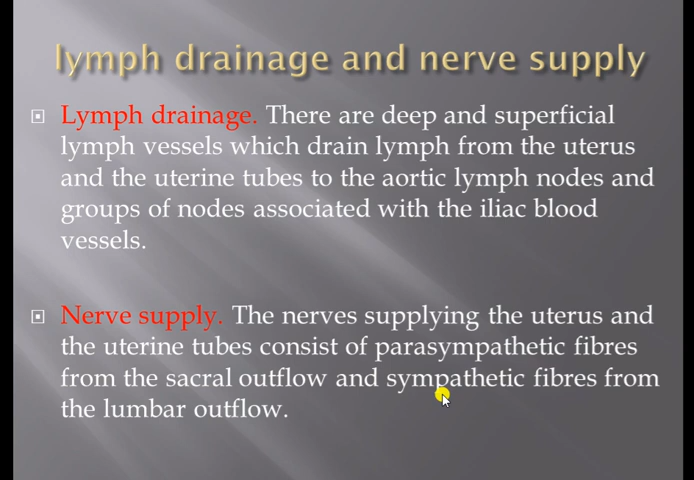 lymph drainage and nerve supply
Lymph drainage. There are deep and superficial
lymph vessels which drain lymph from the uterus
and the uterine tubes to the aortic lymph nodes and
groups of nodes associated with the iliac blood
vessels.
Nerve supply. The nerves supplying the uterus and
the uterine tubes consist of parasympathetic fibres
from the sacral outflow and sympathetic fibres from
the lumbar outflow.